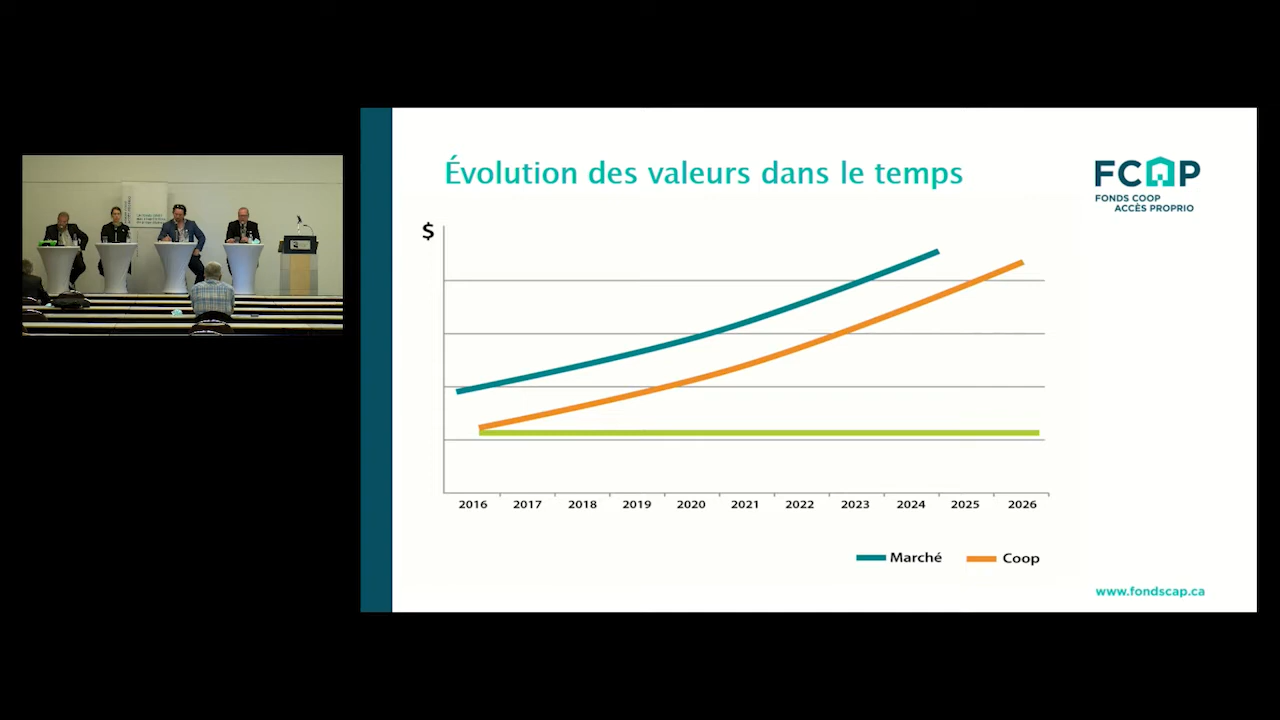 Évolution des valeurs dans le temps
FCAP
FONDS COOP
ACCÈS PROPRIO
$
2016 2017 2018 2019 2020 2021 2022 2023 2024 2025 2026
Marché Coop
www.fondscap.ca